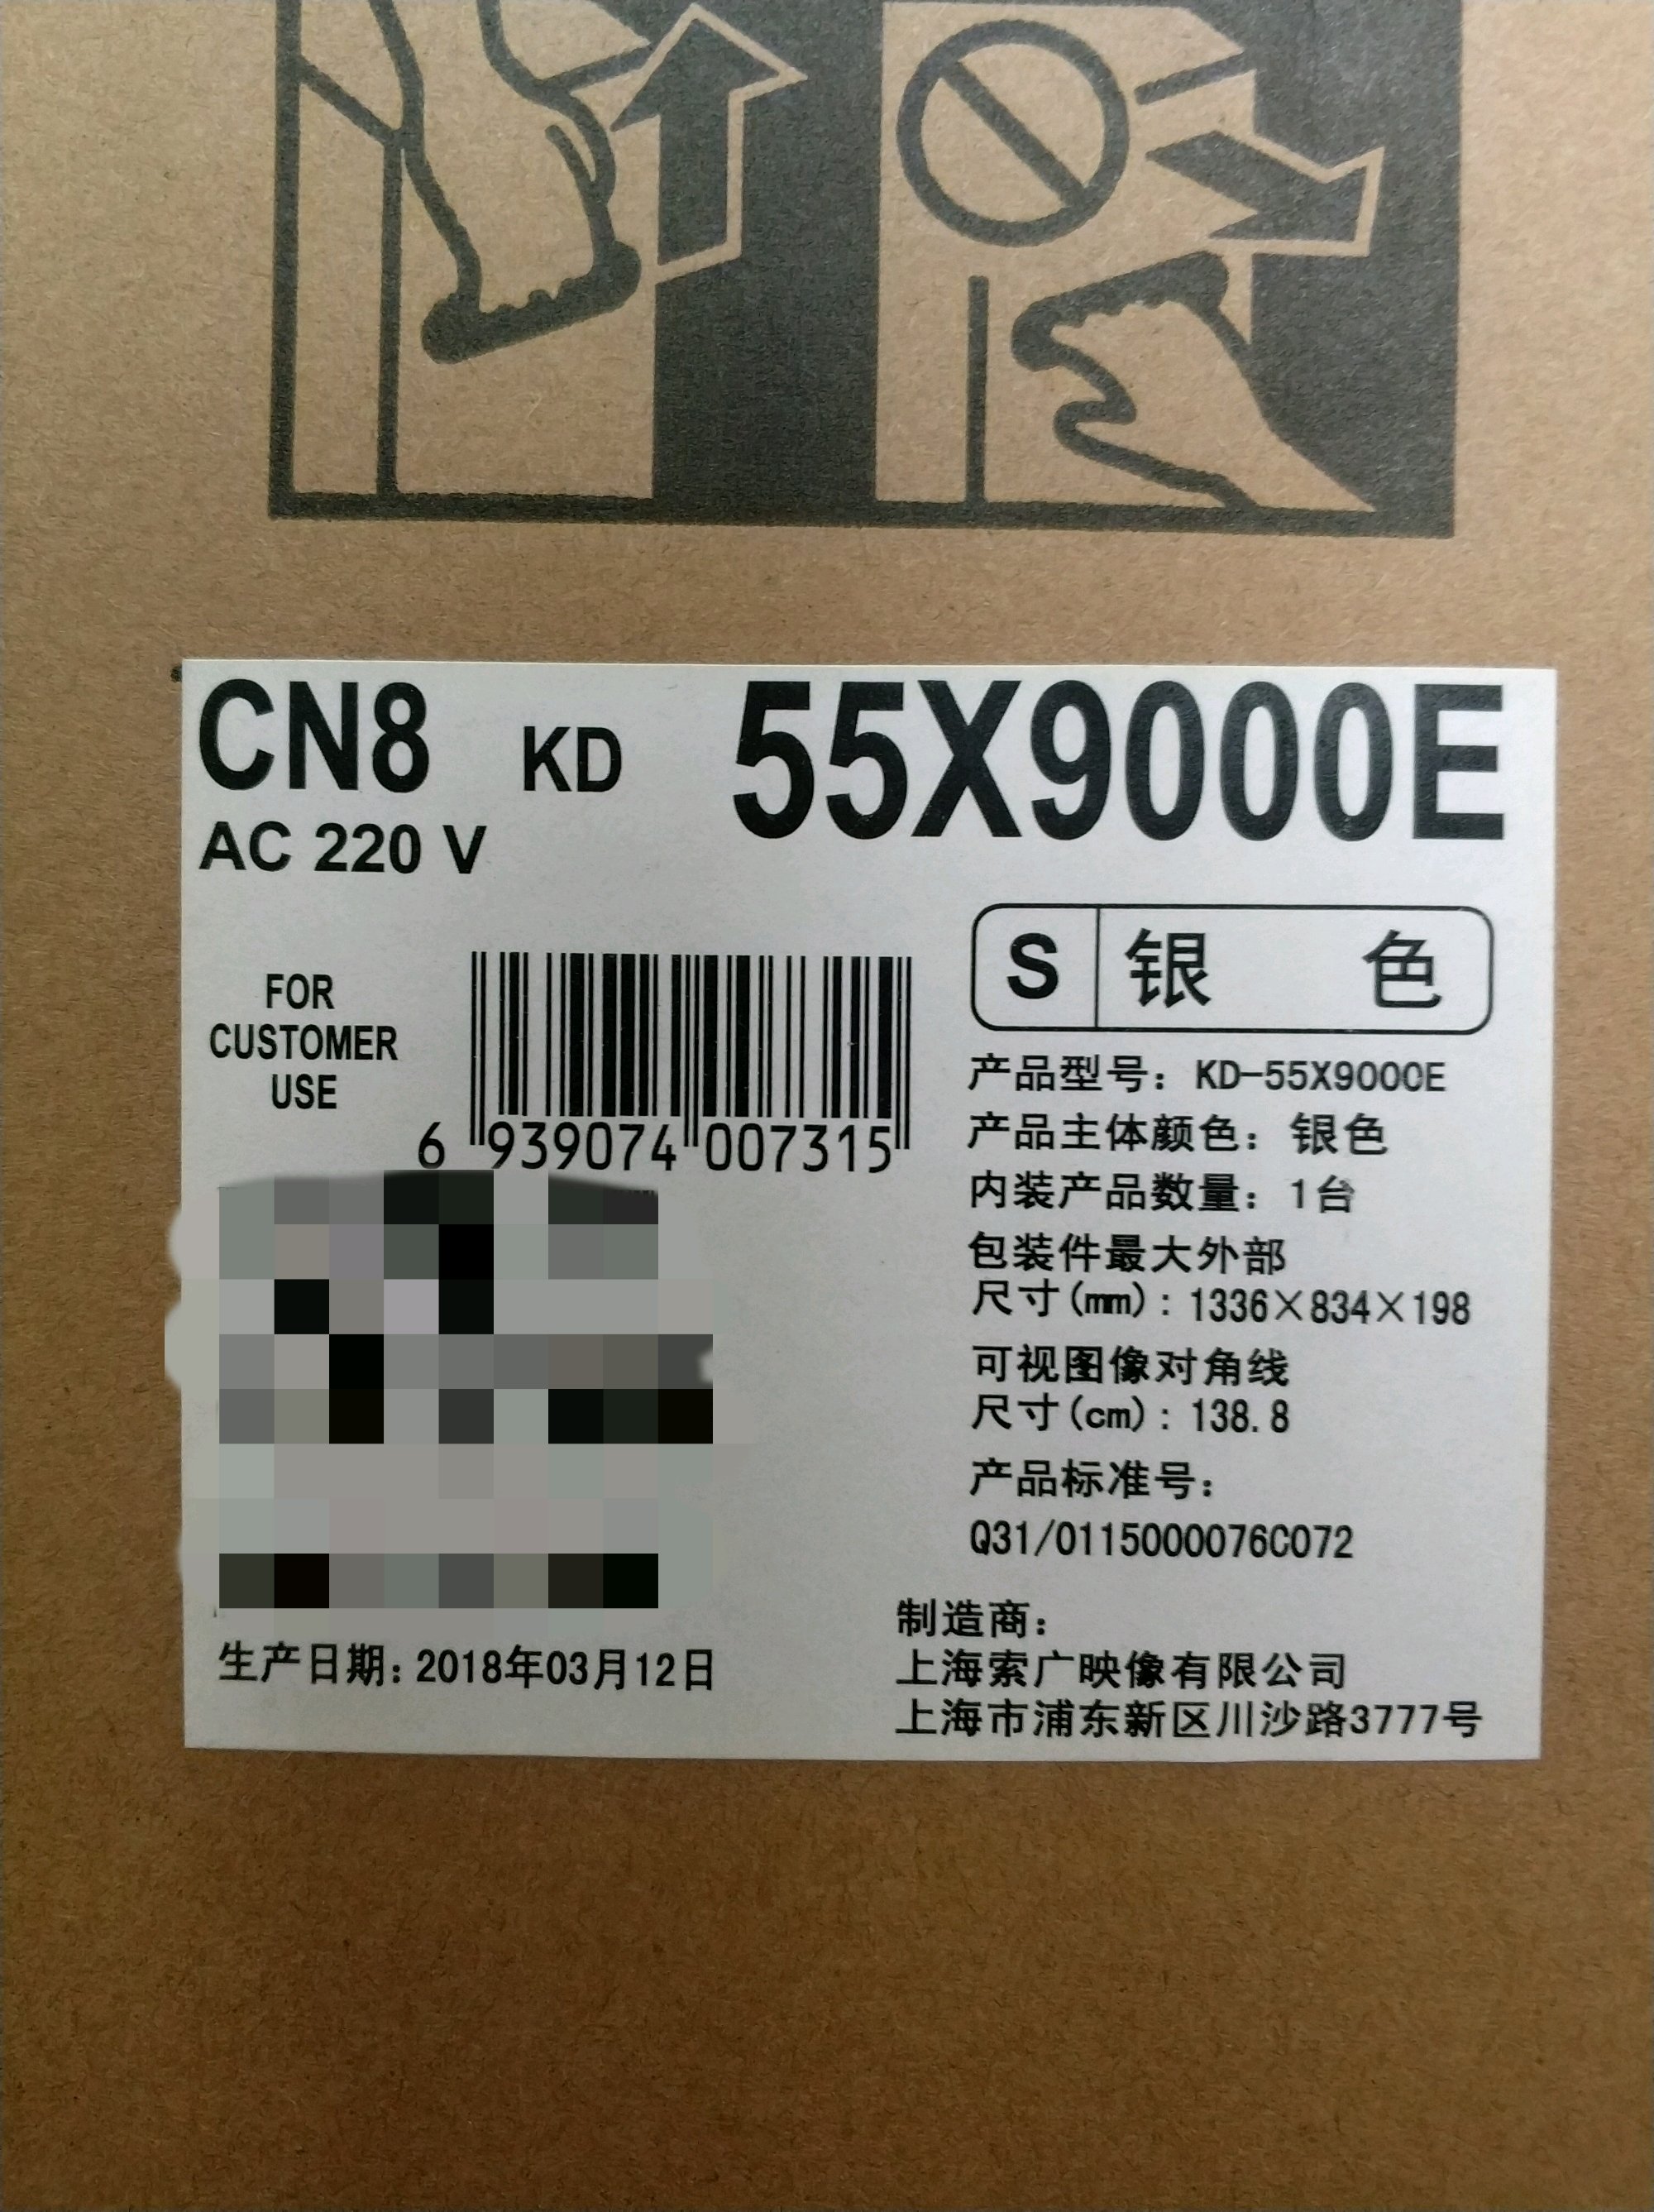 CN8 KD 55X9000E
AC 220 V
FOR
CUSTOMER
USE
6 939074 007315
S 银 色
产品型号: KD-55X9000E
产品主体颜色: 银色
内装产品数量: 1台
包装件最大外部
尺寸(mm): 1336×834×198
可视图像对角线
尺寸(cm): 138.8
产品标准号:
Q31/0115000076C072
生产日期: 2018年03月12日
制造商:
上海索广映像有限公司
上海市浦东新区川沙路3777号